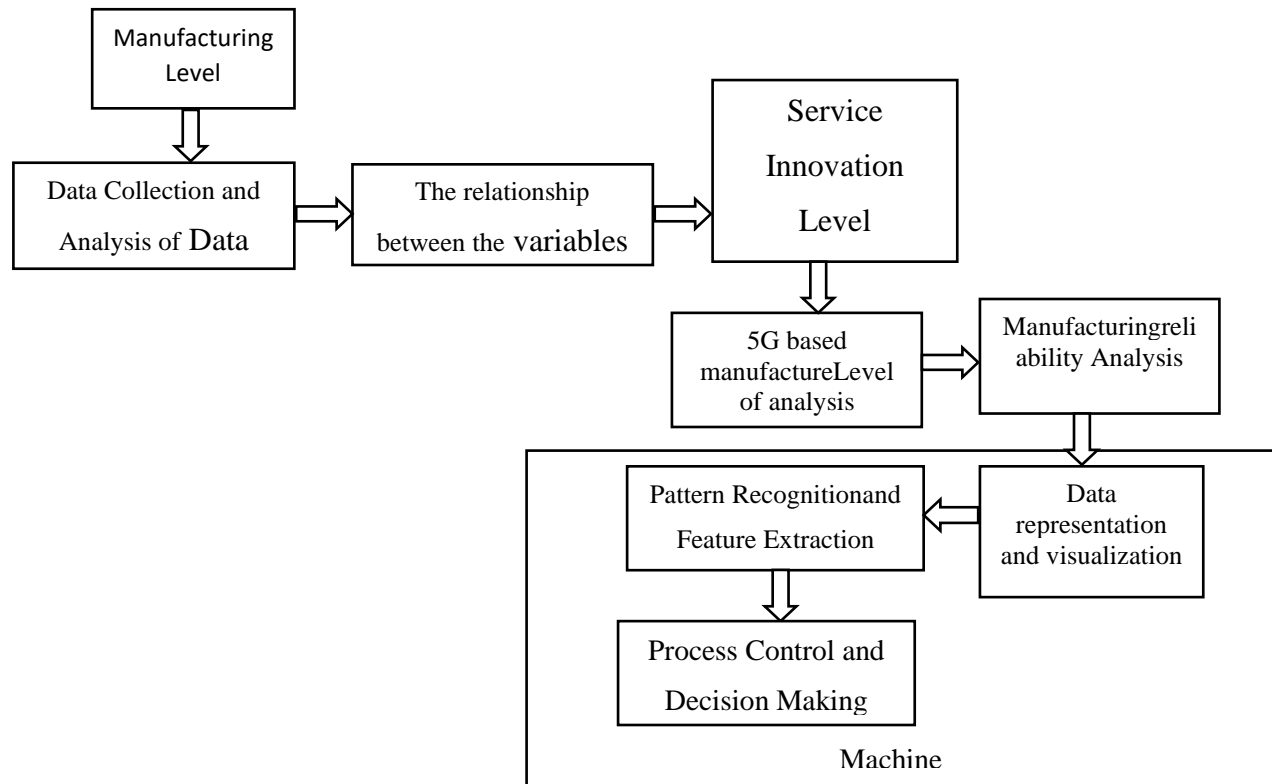 Manufacturing
Level
Data Collection and
Analysis of Data
The relationship
between the variables
Service
Innovation
Level
5G based
manufactureLevel
of analysis
Manufacturingreli
ability Analysis
Data
representation
and visualization
Pattern Recognitionand
Feature Extraction
Process Control and
Decision Making
Machine